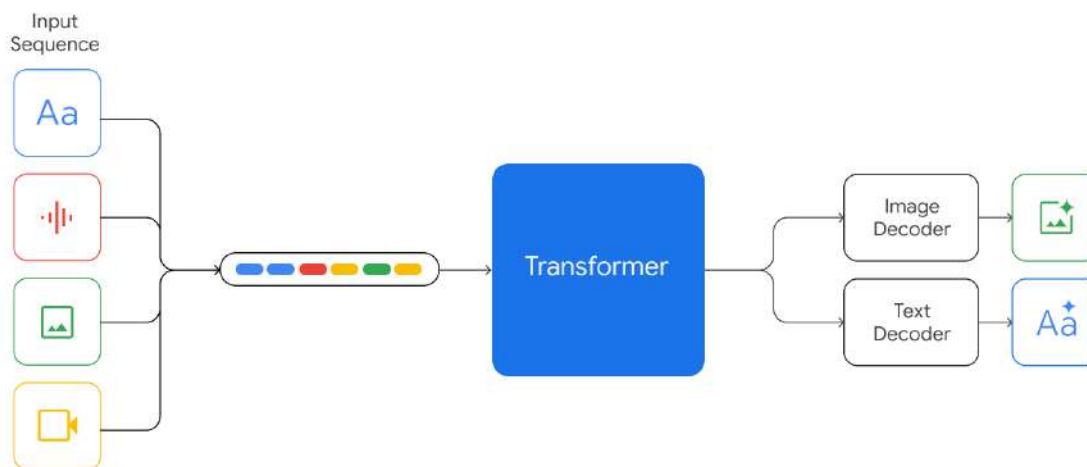 Input
Sequence
Aa
Transformer
Image
Decoder
Text
Decoder
Aa